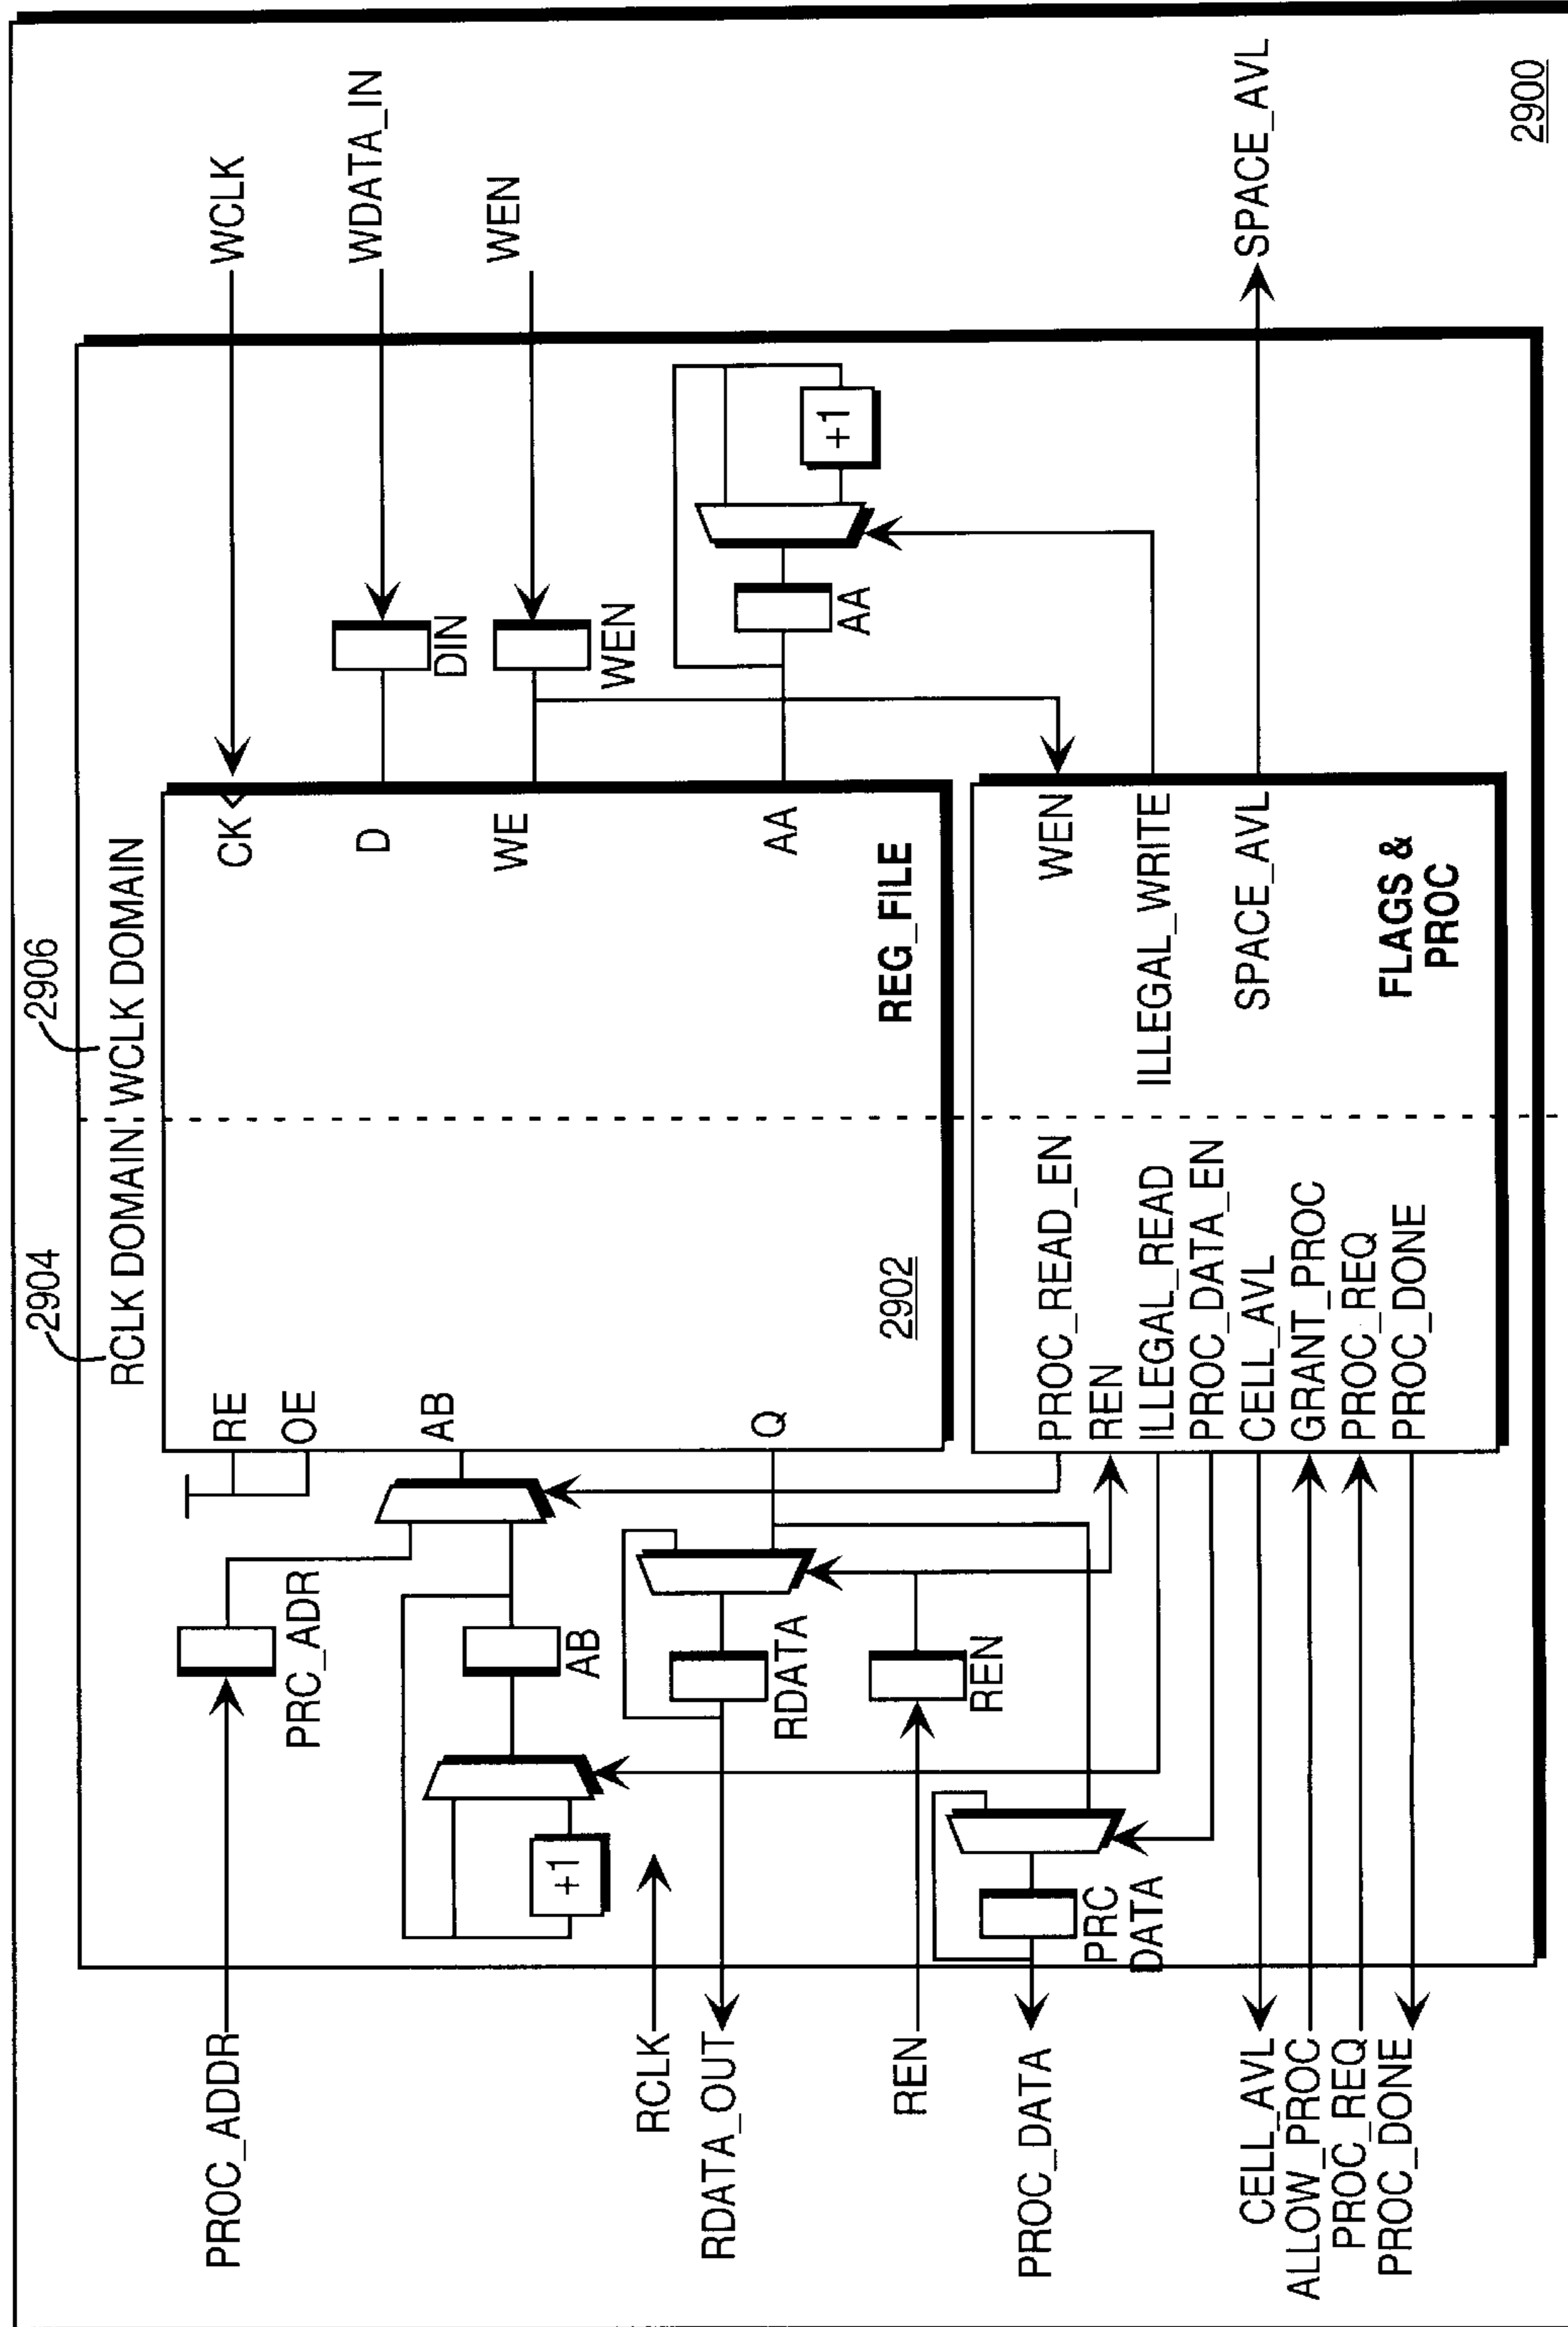 2904
2906
RCLK DOMAIN
WCLK DOMAIN
PROC_ADDR
PRC_ADR
RE
OE
CK
WCLK
AB
AB
D
DIN
WDATA_IN
WE
WEN
WEN
+1
RCLK
RDATA_OUT
RDATA
Q
AA
AA
+1
2902
REG_FILE
REN
REN
PROC_DATA
PRC
DATA
PROC_READ_EN
REN
ILLEGAL_READ
PROC_DATA_EN
CELL_AVL
GRANT_PROC
PROC_REQ
PROC_DONE
WEN
ILLEGAL_WRITE
SPACE_AVL
SPACE_AVL
FLAGS &
PROC
CELL_AVL
ALLOW_PROC
PROC_REQ
PROC_DONE
2900